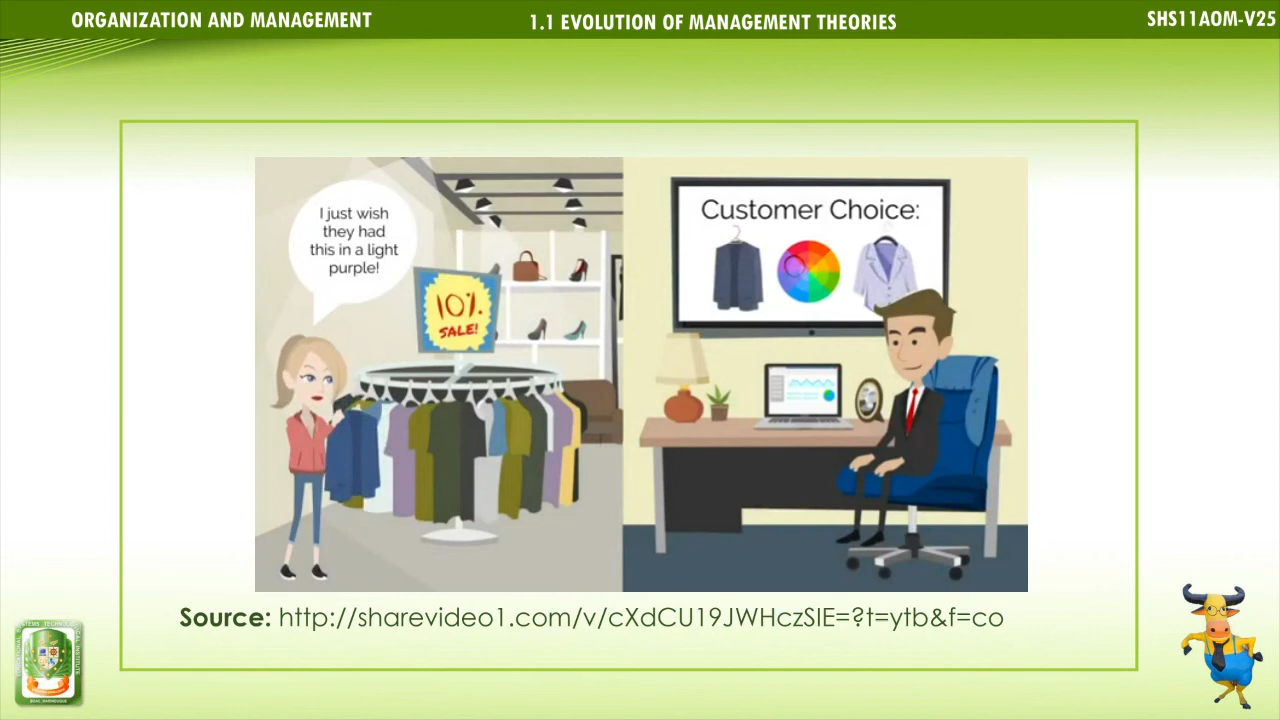 ORGANIZATION AND MANAGEMENT
1.1 EVOLUTION OF MANAGEMENT THEORIES
SHS11AOM-V25
I just wish
they had
this in a light
purple!
10%
SALE!
Customer Choice:
Source: http://sharevideo1.com/v/cXdCU19JWHczSlE=?t=ytb&f=co